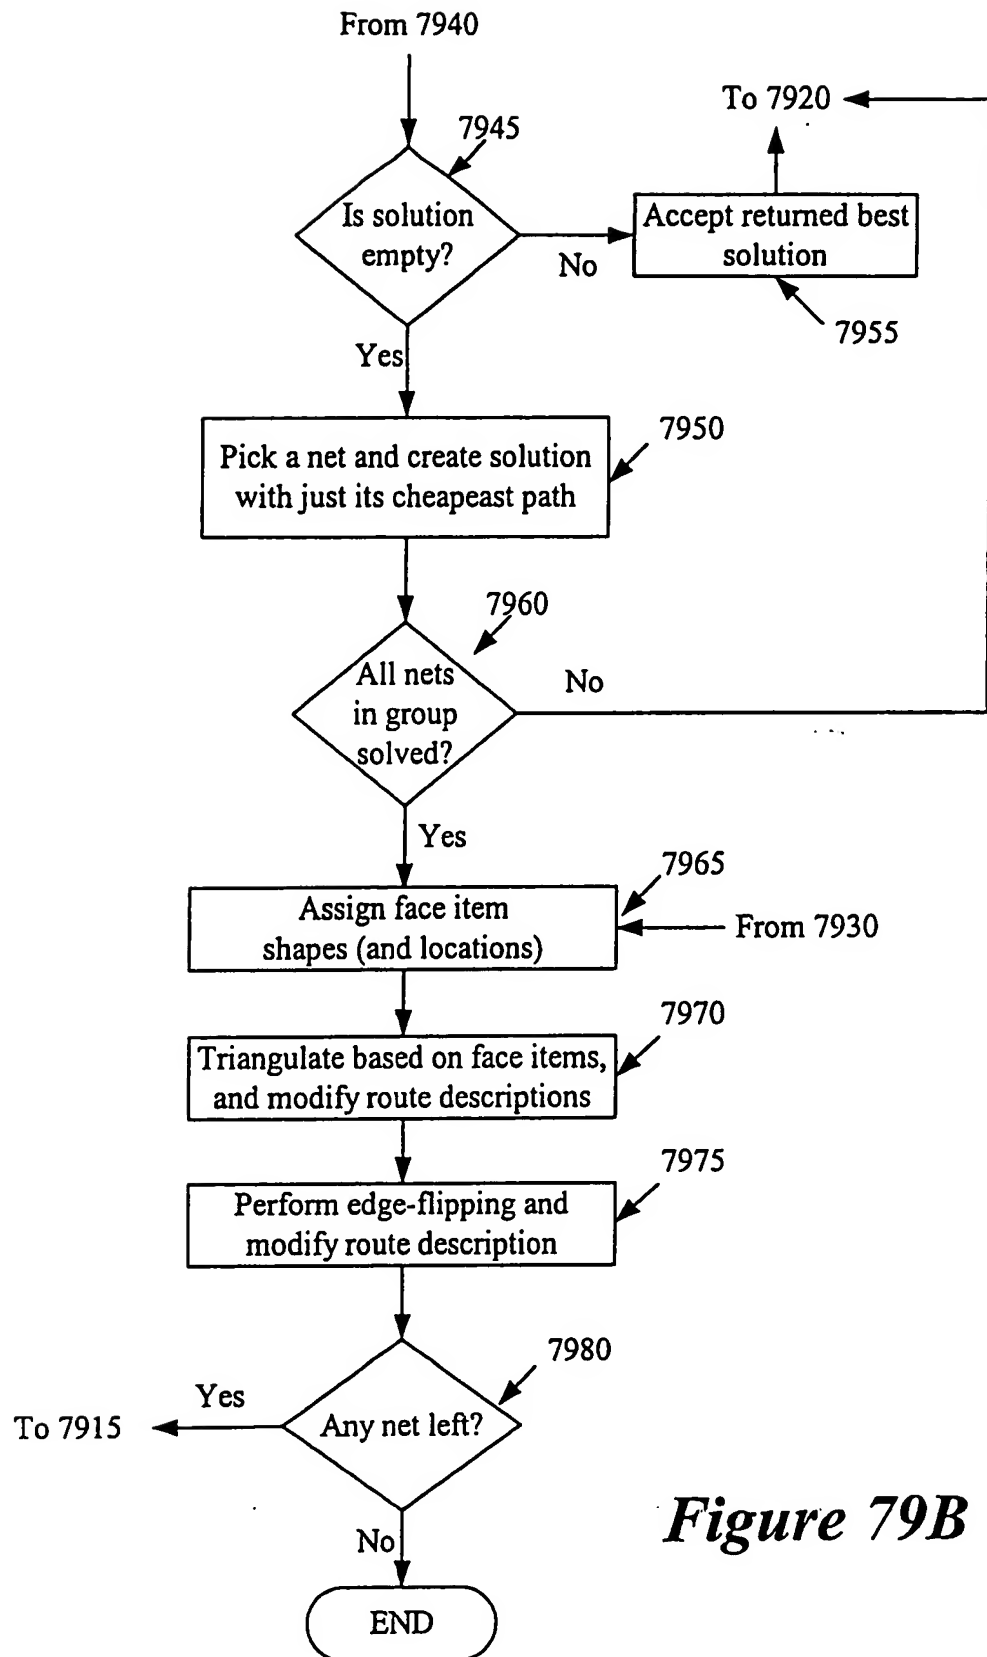 From 7940
To 7920
7945
Is solution
empty?
No
Accept returned best
solution
7955
Yes
7950
Pick a net and create solution
with just its cheapeast path
7960
All nets
in group
solved?
No
Yes
7965
Assign face item
shapes (and locations)
From 7930
7970
Triangulate based on face items,
and modify route descriptions
7975
Perform edge-flipping and
modify route description
7980
Yes
To 7915
Any net left?
No
Figure 79B
END